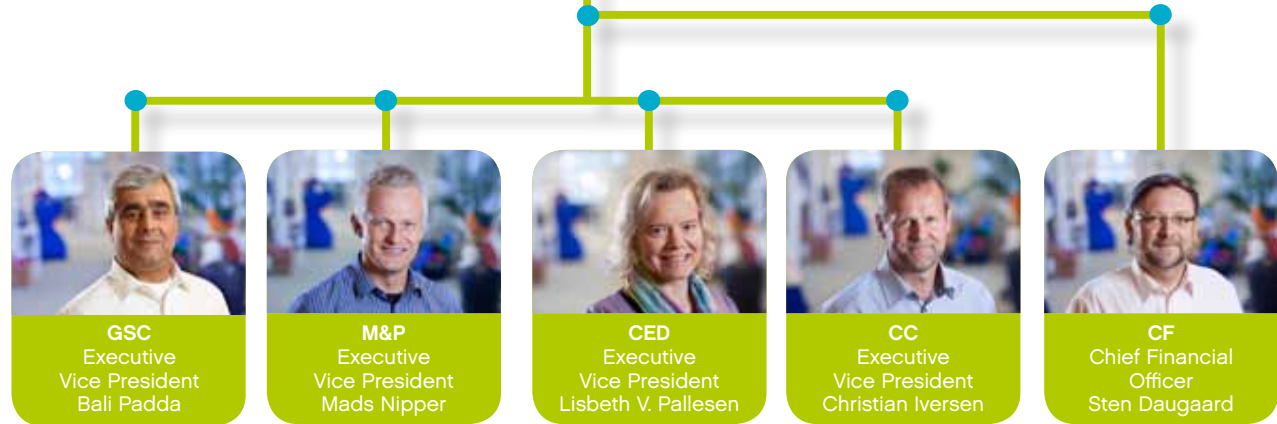 GSC
Executive
Vice President
Bali Padda
M&P
Executive
Vice President
Mads Nipper
CED
Executive
Vice President
Lisbeth V. Pallesen
CC
Executive
Vice President
Christian Iversen
CF
Chief Financial
Officer
Sten Daugaard